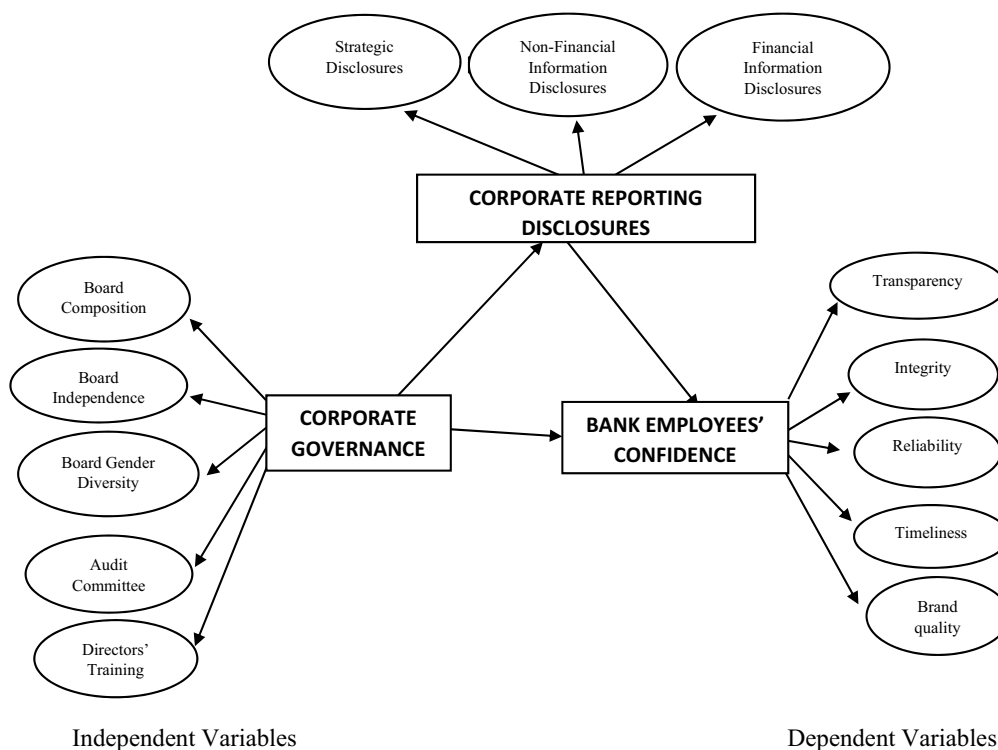 Strategic
Disclosures
Non-Financial
Information
Disclosures
Financial
Information
Disclosures
CORPORATE REPORTING
DISCLOSURES
Board
Composition
Board
Independence
Board Gender
Diversity
Audit
Committee
Directors'
Training
CORPORATE
GOVERNANCE
BANK EMPLOYEES'
CONFIDENCE
Transparency
Integrity
Reliability
Timeliness
Brand
quality
Independent Variables
Dependent Variables